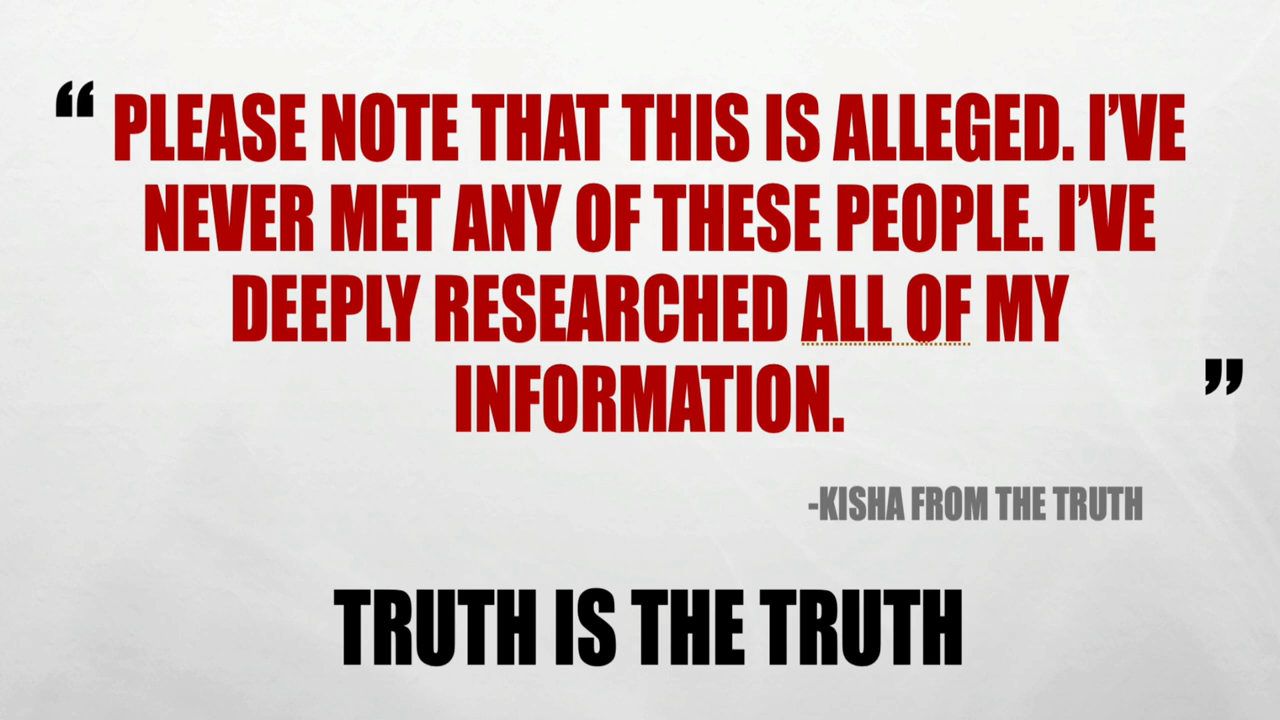 “ PLEASE NOTE THAT THIS IS ALLEGED. I’VE
NEVER MET ANY OF THESE PEOPLE. I’VE
DEEPLY RESEARCHED ALL OF MY
INFORMATION. ”
-KISHA FROM THE TRUTH
TRUTH IS THE TRUTH